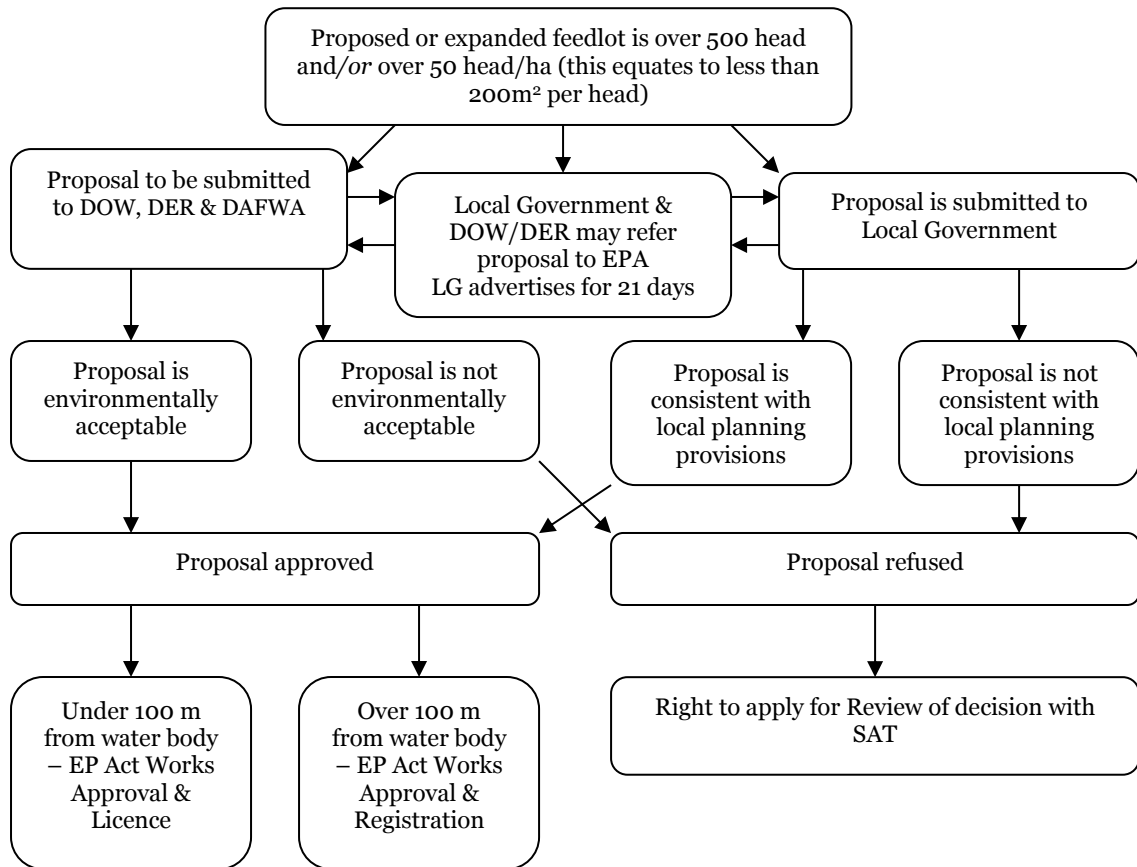 Proposed or expanded feedlot is over 500 head
and/or over 50 head/ha (this equates to less than
200m² per head)
Proposal to be submitted
to DOW, DER & DAFWA
Local Government &
DOW/DER may refer
proposal to EPA
LG advertises for 21 days
Proposal is submitted to
Local Government
Proposal is
environmentally
acceptable
Proposal is not
environmentally
acceptable
Proposal is
consistent with
local planning
provisions
Proposal is not
consistent with
local planning
provisions
Proposal approved
Proposal refused
Under 100 m
from water body
– EP Act Works
Approval &
Licence
Over 100 m
from water body
– EP Act Works
Approval &
Registration
Right to apply for Review of decision with
SAT